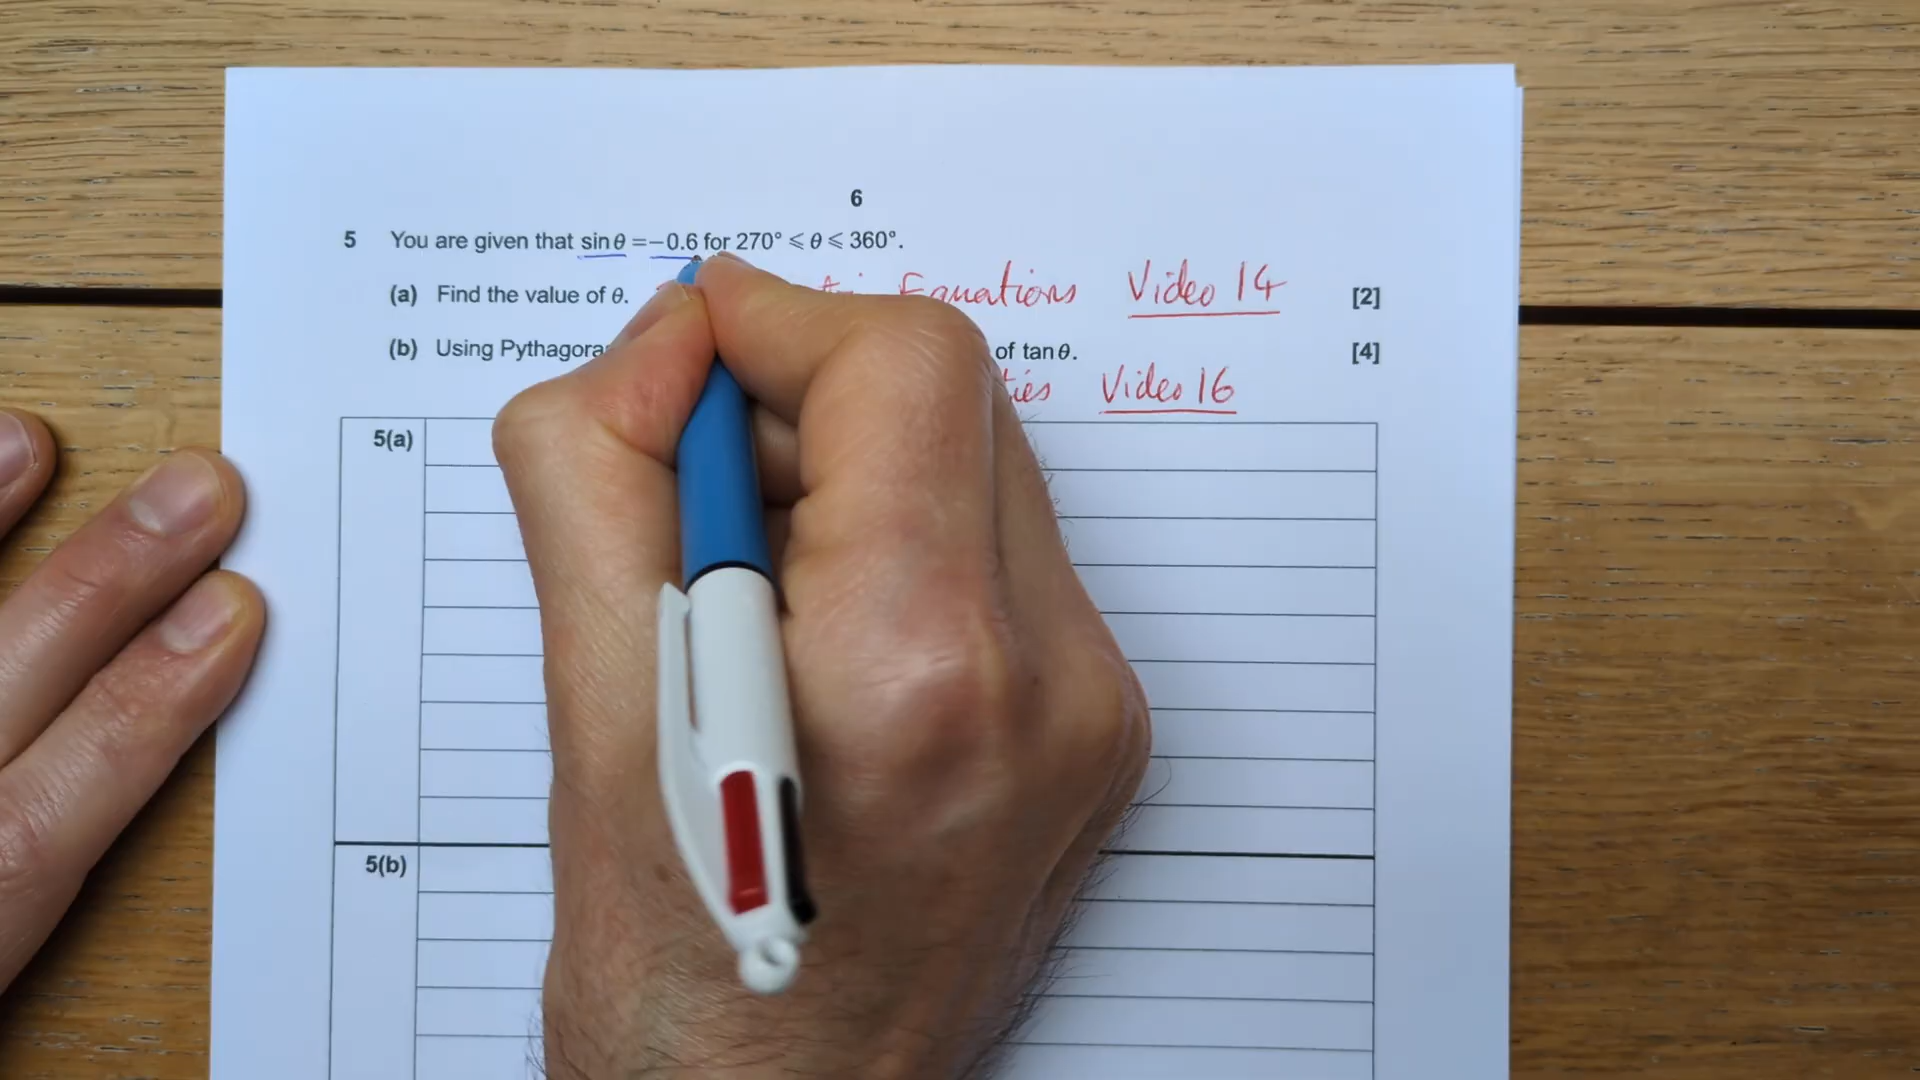 6
5 You are given that sin θ = −0.6 for 270° ⩽ θ ⩽ 360°.
(a) Find the value of θ. Equations Video 14 [2]
(b) Using of tan θ. [4]
Video 16
5(a)
5(b)